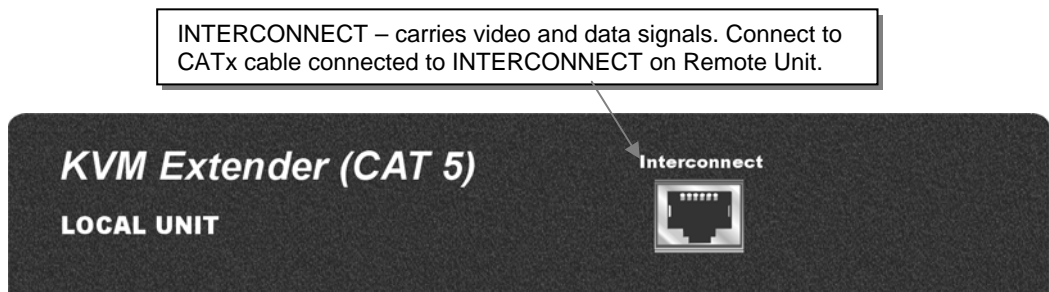 INTERCONNECT – carries video and data signals. Connect to
CATx cable connected to INTERCONNECT on Remote Unit.
KVM Extender (CAT 5)
Interconnect
LOCAL UNIT